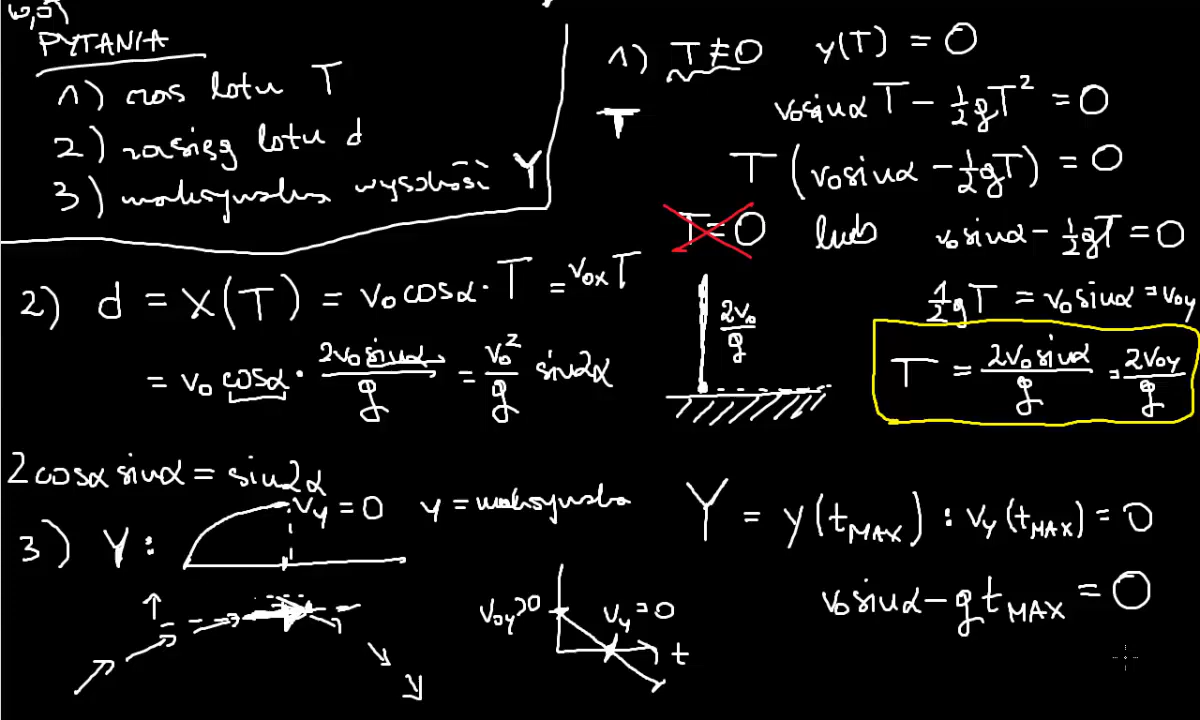 PYTANIA
1) czas lotu T
2) zasięg lotu d
3) maksymalna wysokość Y
1) T ≠ 0 y(T) = 0
T
v₀sinα T − ½gT² = 0
T (v₀sinα − ½gT) = 0
T = 0 lub v₀sinα − ½gT = 0
½gT = v₀sinα = v₀y
T = 2v₀sinα/g = 2v₀y/g
2v₀/g
2) d = x(T) = v₀cosα · T = v₀ₓT
= v₀ cosα · 2v₀sinα/g = v₀²/g sin2α
2cosα sinα = sin2α
3) Y : vy = 0 y = maksymalna
Y = y(tMAX) : vy(tMAX) = 0
v₀sinα − g tMAX = 0
v₀y>0 vy = 0
t